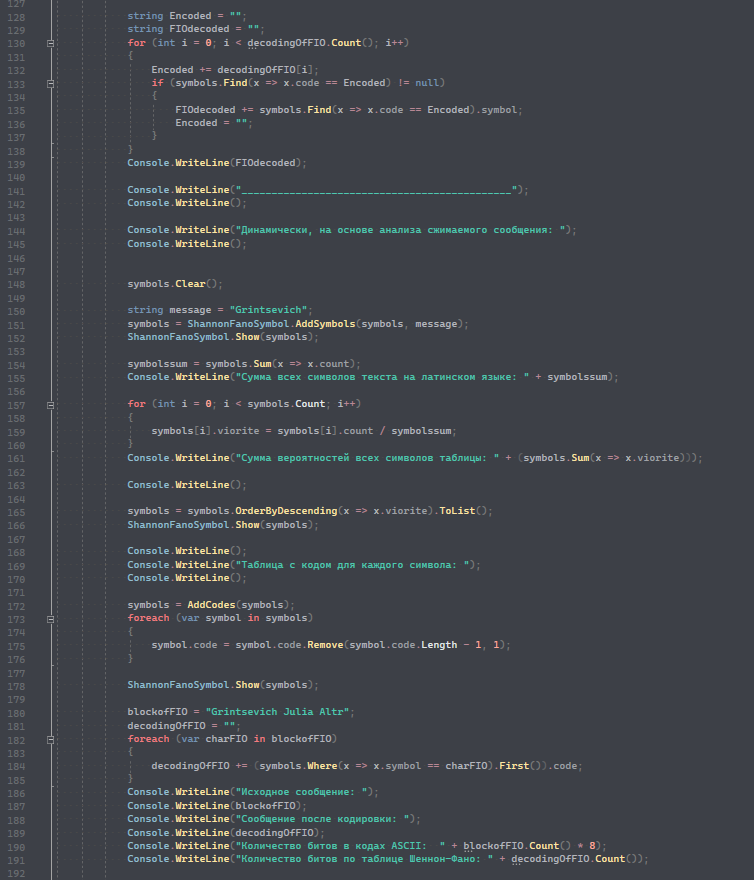 127
128 string Encoded = "";
129 string FIOdecoded = "";
130 for (int i = 0; i < decodingOfFIO.Count(); i++)
131 {
132 Encoded += decodingOfFIO[i];
133 if (symbols.Find(x => x.code == Encoded) != null)
134 {
135 FIOdecoded += symbols.Find(x => x.code == Encoded).symbol;
136 Encoded = "";
137 }
138 }
139 Console.WriteLine(FIOdecoded);
140
141 Console.WriteLine("_____________________________________________");
142 Console.WriteLine();
143
144 Console.WriteLine("Динамически, на основе анализа сжимаемого сообщения: ");
145 Console.WriteLine();
146
147
148 symbols.Clear();
149
150 string message = "Grintsevich";
151 symbols = ShannonFanoSymbol.AddSymbols(symbols, message);
152 ShannonFanoSymbol.Show(symbols);
153
154 symbolssum = symbols.Sum(x => x.count);
155 Console.WriteLine("Сумма всех символов текста на латинском языке: " + symbolssum);
156
157 for (int i = 0; i < symbols.Count; i++)
158 {
159 symbols[i].viorite = symbols[i].count / symbolssum;
160 }
161 Console.WriteLine("Сумма вероятностей всех символов таблицы: " + (symbols.Sum(x => x.viorite)));
162
163 Console.WriteLine();
164
165 symbols = symbols.OrderByDescending(x => x.viorite).ToList();
166 ShannonFanoSymbol.Show(symbols);
167
168 Console.WriteLine();
169 Console.WriteLine("Таблица с кодом для каждого символа: ");
170 Console.WriteLine();
171
172 symbols = AddCodes(symbols);
173 foreach (var symbol in symbols)
174 {
175 symbol.code = symbol.code.Remove(symbol.code.Length - 1, 1);
176 }
177
178 ShannonFanoSymbol.Show(symbols);
179
180 blockofFIO = "Grintsevich Julia Altr";
181 decodingOfFIO = "";
182 foreach (var charFIO in blockofFIO)
183 {
184 decodingOfFIO += (symbols.Where(x => x.symbol == charFIO).First()).code;
185 }
186 Console.WriteLine("Исходное сообщение: ");
187 Console.WriteLine(blockofFIO);
188 Console.WriteLine("Сообщение после кодировки: ");
189 Console.WriteLine(decodingOfFIO);
190 Console.WriteLine("Количество битов в кодах ASCII:  " + blockofFIO.Count() * 8);
191 Console.WriteLine("Количество битов по таблице Шеннон-Фано: " + decodingOfFIO.Count());
192